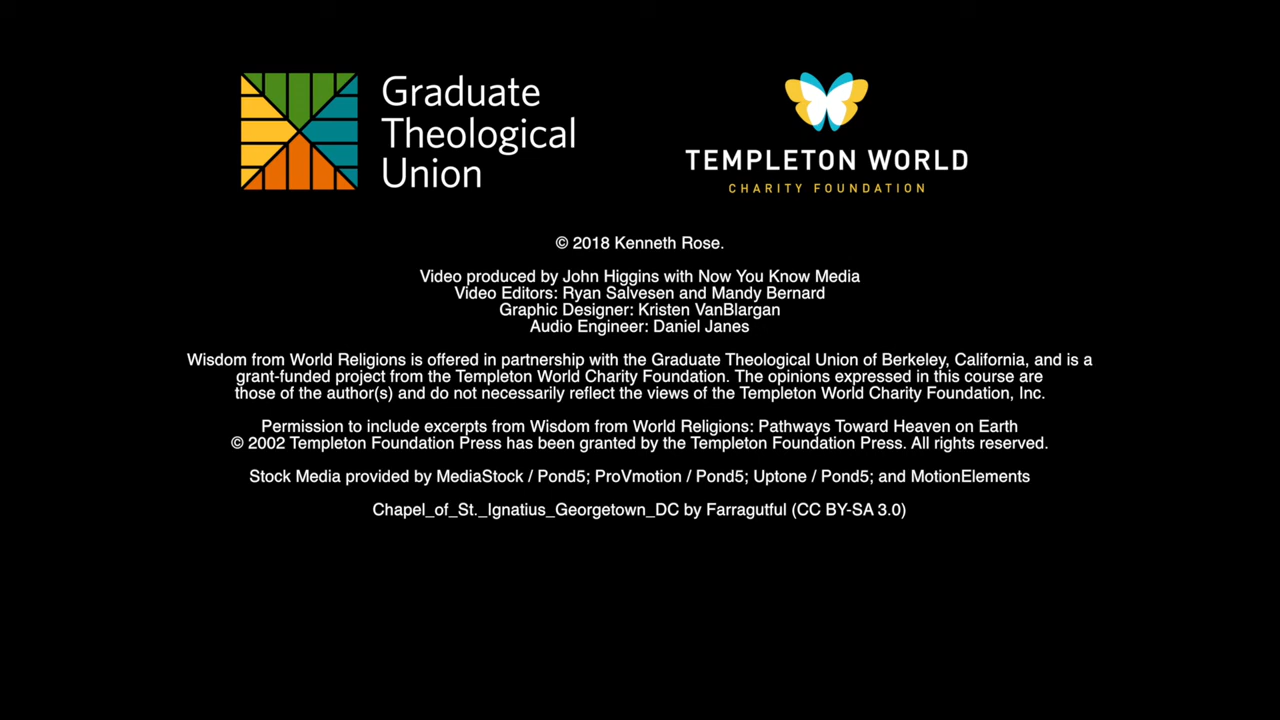 Graduate
Theological
Union
TEMPLETON WORLD
CHARITY FOUNDATION
© 2018 Kenneth Rose.
Video produced by John Higgins with Now You Know Media
Video Editors: Ryan Salvesen and Mandy Bernard
Graphic Designer: Kristen VanBlargan
Audio Engineer: Daniel Janes
Wisdom from World Religions is offered in partnership with the Graduate Theological Union of Berkeley, California, and is a
grant-funded project from the Templeton World Charity Foundation. The opinions expressed in this course are
those of the author(s) and do not necessarily reflect the views of the Templeton World Charity Foundation, Inc.
Permission to include excerpts from Wisdom from World Religions: Pathways Toward Heaven on Earth
© 2002 Templeton Foundation Press has been granted by the Templeton Foundation Press. All rights reserved.
Stock Media provided by MediaStock / Pond5; ProVmotion / Pond5; Uptone / Pond5; and MotionElements
Chapel_of_St._Ignatius_Georgetown_DC by Farragutful (CC BY-SA 3.0)